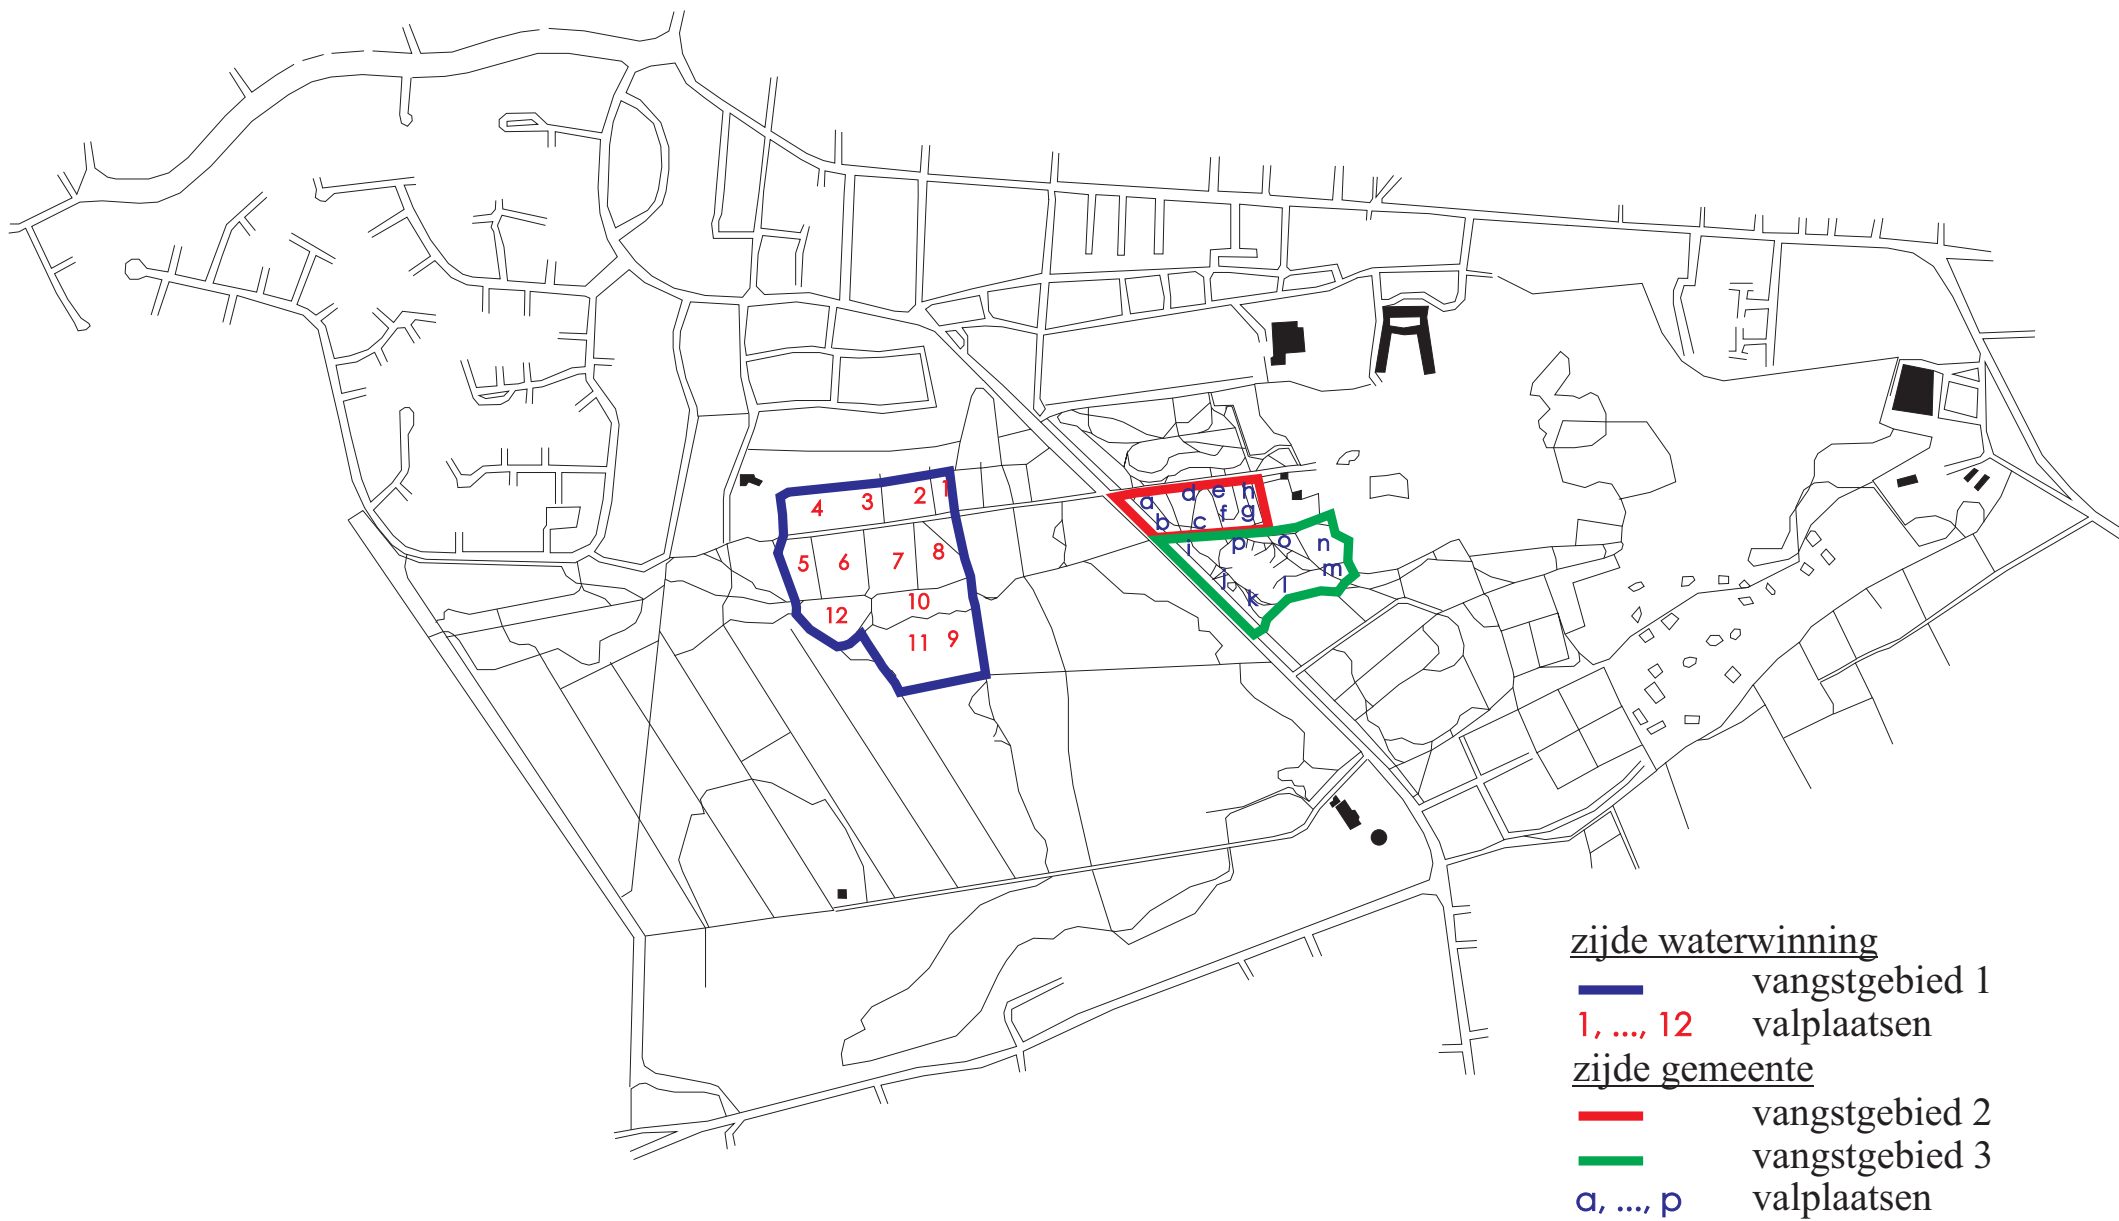 1
2
3
4
5
6
7
8
12
10
11 9
a d e h
b c f g
i p o n
j k l m
zijde waterwinning
vangstgebied 1
1, ..., 12 valplaatsen
zijde gemeente
vangstgebied 2
vangstgebied 3
a, ..., p valplaatsen